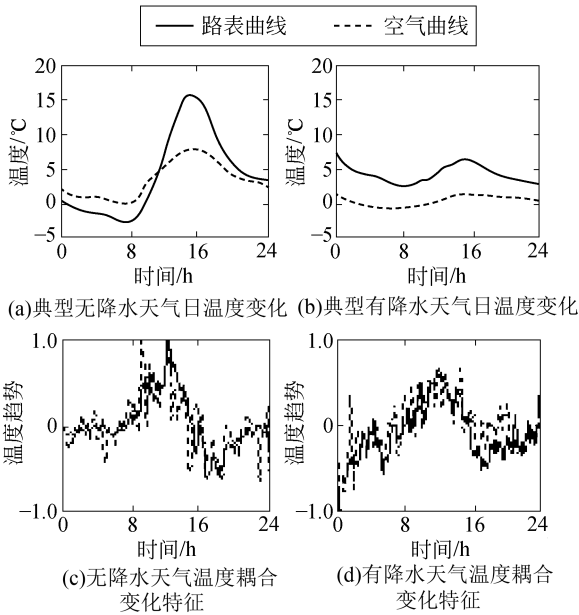 路表曲线 空气曲线
20 20
15 15
10 10
5 5
0 0
−5 −5
温度/℃ 温度/℃
0 8 16 24 0 8 16 24
时间/h 时间/h
(a)典型无降水天气日温度变化 (b)典型有降水天气日温度变化
1.0 1.0
0 0
−1.0 −1.0
温度趋势 温度趋势
0 8 16 24 0 8 16 24
时间/h 时间/h
(c)无降水天气温度耦合 (d)有降水天气温度耦合
变化特征 变化特征